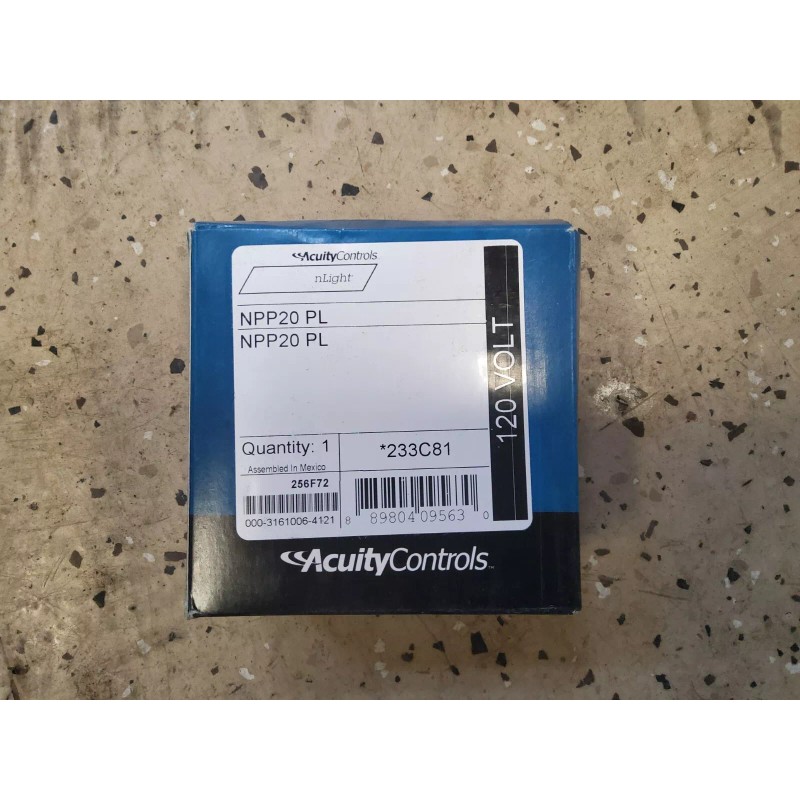 AcuityControls
nLight®
NPP20 PL
NPP20 PL
120 VOLT
Quantity: 1
*233C81
Assembled In Mexico
256F72
000-3161006-4121
8 89804 09563 0
AcuityControls™